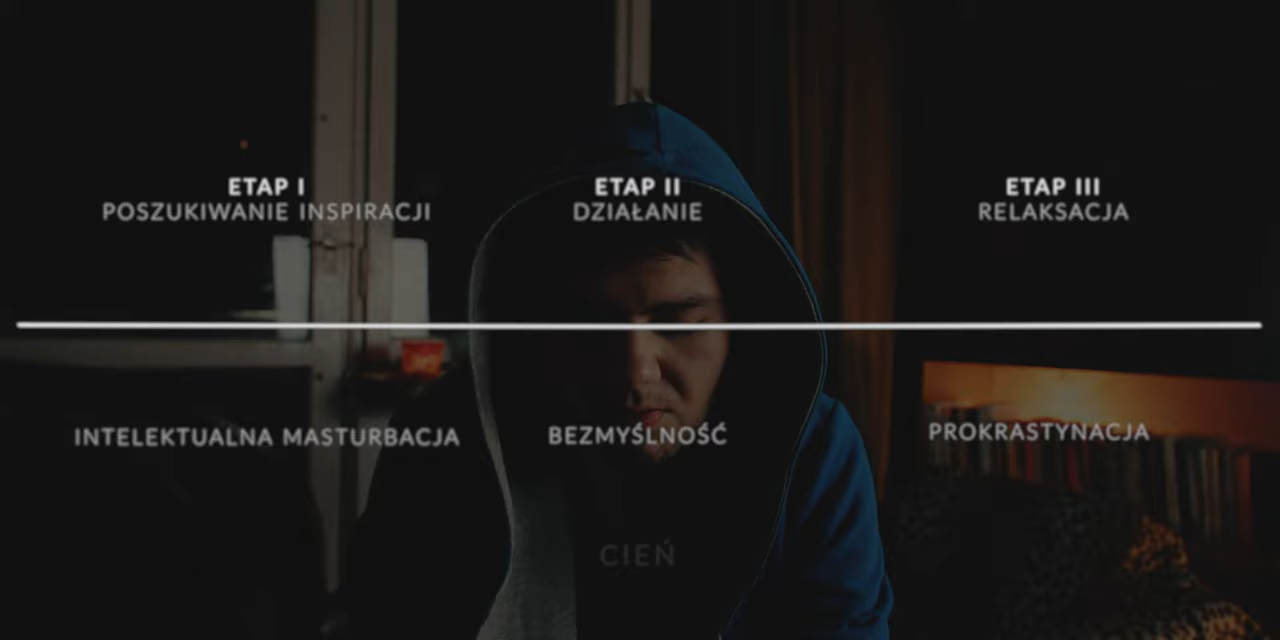 ETAP I
POSZUKIWANIE INSPIRACJI
ETAP II
DZIAŁANIE
ETAP III
RELAKSACJA
INTELEKTUALNA MASTURBACJA
BEZMYŚLNOŚĆ
PROKRASTYNACJA
CIEŃ